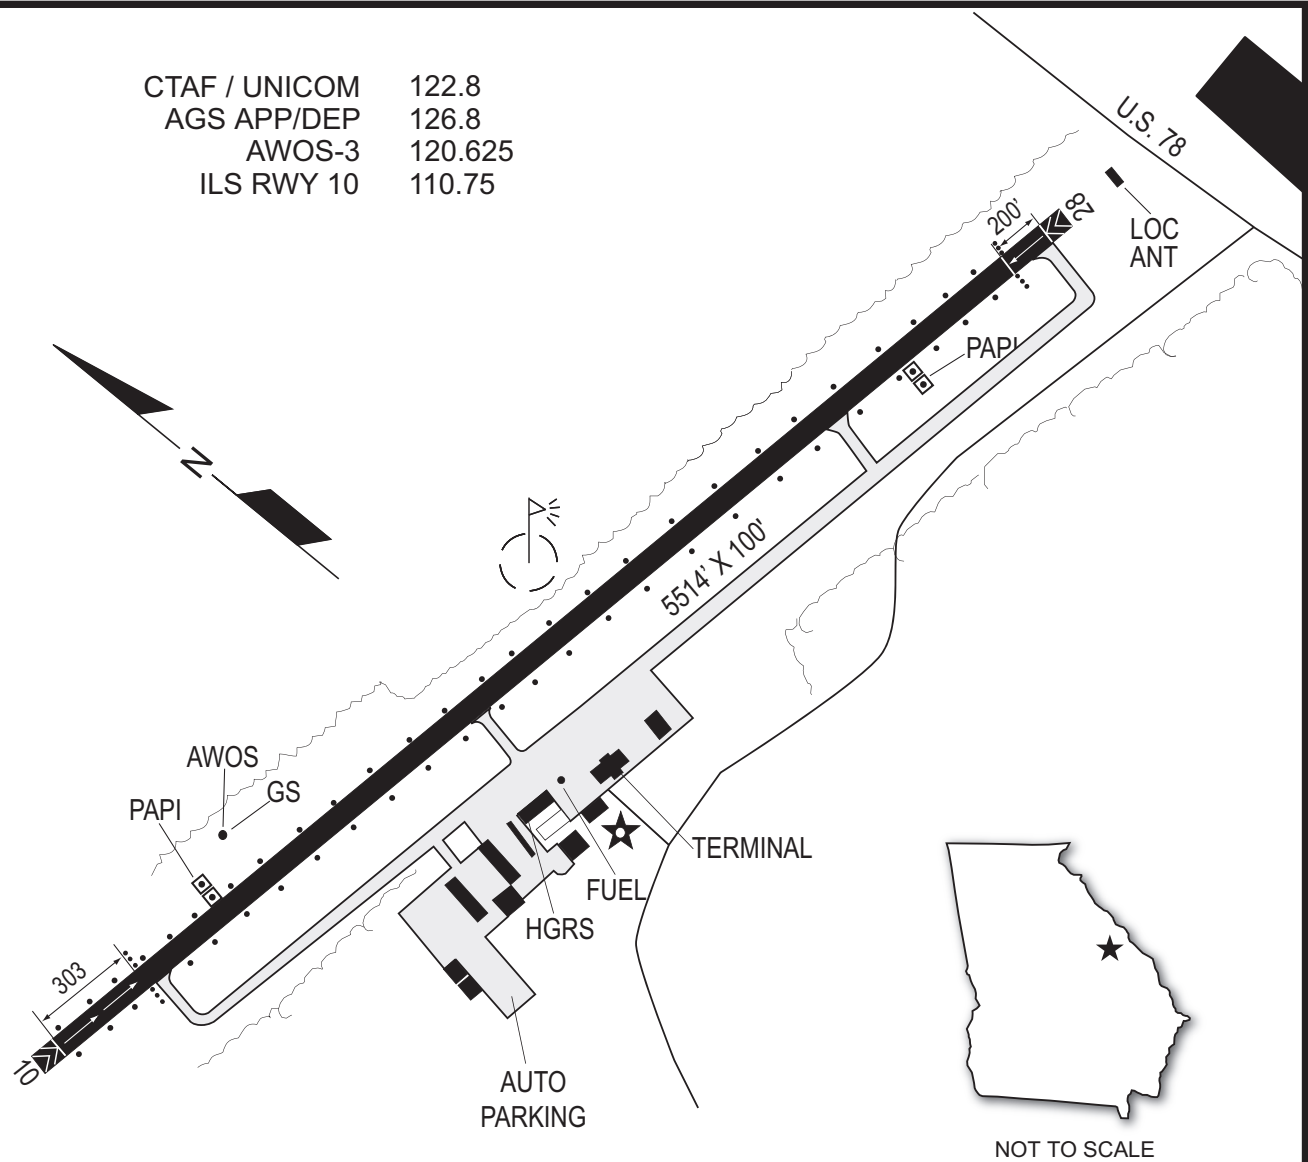 CTAF / UNICOM 122.8
AGS APP/DEP 126.8
AWOS-3 120.625
ILS RWY 10 110.75
U.S. 78
28
200'
LOC
ANT
PAPI
N
5514' X 100'
AWOS
GS
PAPI
TERMINAL
FUEL
HGRS
303
10
AUTO
PARKING
NOT TO SCALE